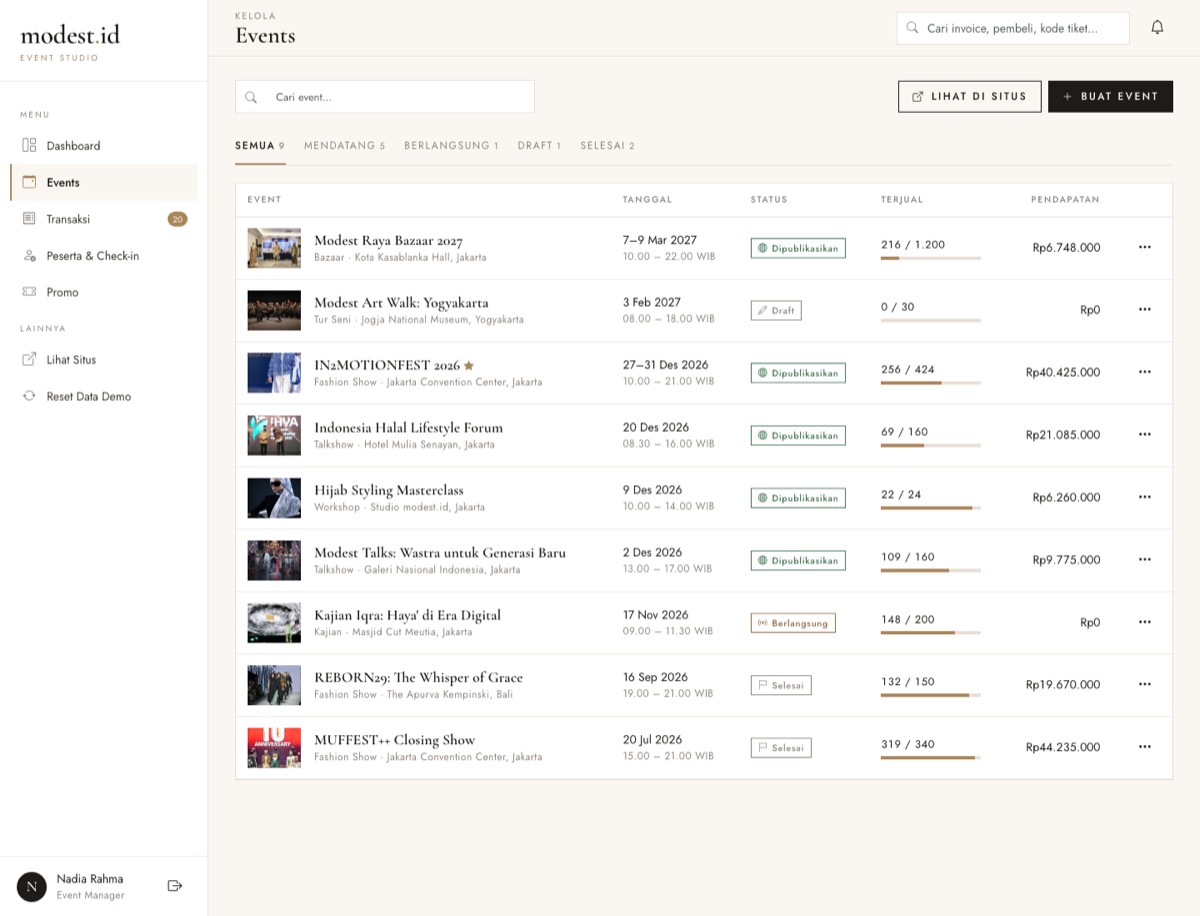 modest.id
EVENT STUDIO
MENU
Dashboard
Events
Transaksi 20
Peserta & Check-in
Promo
LAINNYA
Lihat Situs
Reset Data Demo
N
Nadia Rahma
Event Manager
KELOLA
Events
Cari invoice, pembeli, kode tiket...
Cari event...
LIHAT DI SITUS
+ BUAT EVENT
SEMUA 9 MENDATANG 5 BERLANGSUNG 1 DRAFT 1 SELESAI 2
EVENT TANGGAL STATUS TERJUAL PENDAPATAN
Modest Raya Bazaar 2027
Bazaar · Kota Kasablanka Hall, Jakarta
7–9 Mar 2027
10.00 – 22.00 WIB
Dipublikasikan
216 / 1.200
Rp6.748.000
Modest Art Walk: Yogyakarta
Tur Seni · Jogja National Museum, Yogyakarta
3 Feb 2027
08.00 – 18.00 WIB
Draft
0 / 30
Rp0
IN2MOTIONFEST 2026
Fashion Show · Jakarta Convention Center, Jakarta
27–31 Des 2026
10.00 – 21.00 WIB
Dipublikasikan
256 / 424
Rp40.425.000
Indonesia Halal Lifestyle Forum
Talkshow · Hotel Mulia Senayan, Jakarta
20 Des 2026
08.30 – 16.00 WIB
Dipublikasikan
69 / 160
Rp21.085.000
Hijab Styling Masterclass
Workshop · Studio modest.id, Jakarta
9 Des 2026
10.00 – 14.00 WIB
Dipublikasikan
22 / 24
Rp6.260.000
Modest Talks: Wastra untuk Generasi Baru
Talkshow · Galeri Nasional Indonesia, Jakarta
2 Des 2026
13.00 – 17.00 WIB
Dipublikasikan
109 / 160
Rp9.775.000
Kajian Iqra: Haya' di Era Digital
Kajian · Masjid Cut Meutia, Jakarta
17 Nov 2026
09.00 – 11.30 WIB
Berlangsung
148 / 200
Rp0
REBORN29: The Whisper of Grace
Fashion Show · The Apurva Kempinski, Bali
16 Sep 2026
19.00 – 21.00 WIB
Selesai
132 / 150
Rp19.670.000
10
ANNIVERSARY
MUFFEST++ Closing Show
Fashion Show · Jakarta Convention Center, Jakarta
20 Jul 2026
15.00 – 21.00 WIB
Selesai
319 / 340
Rp44.235.000